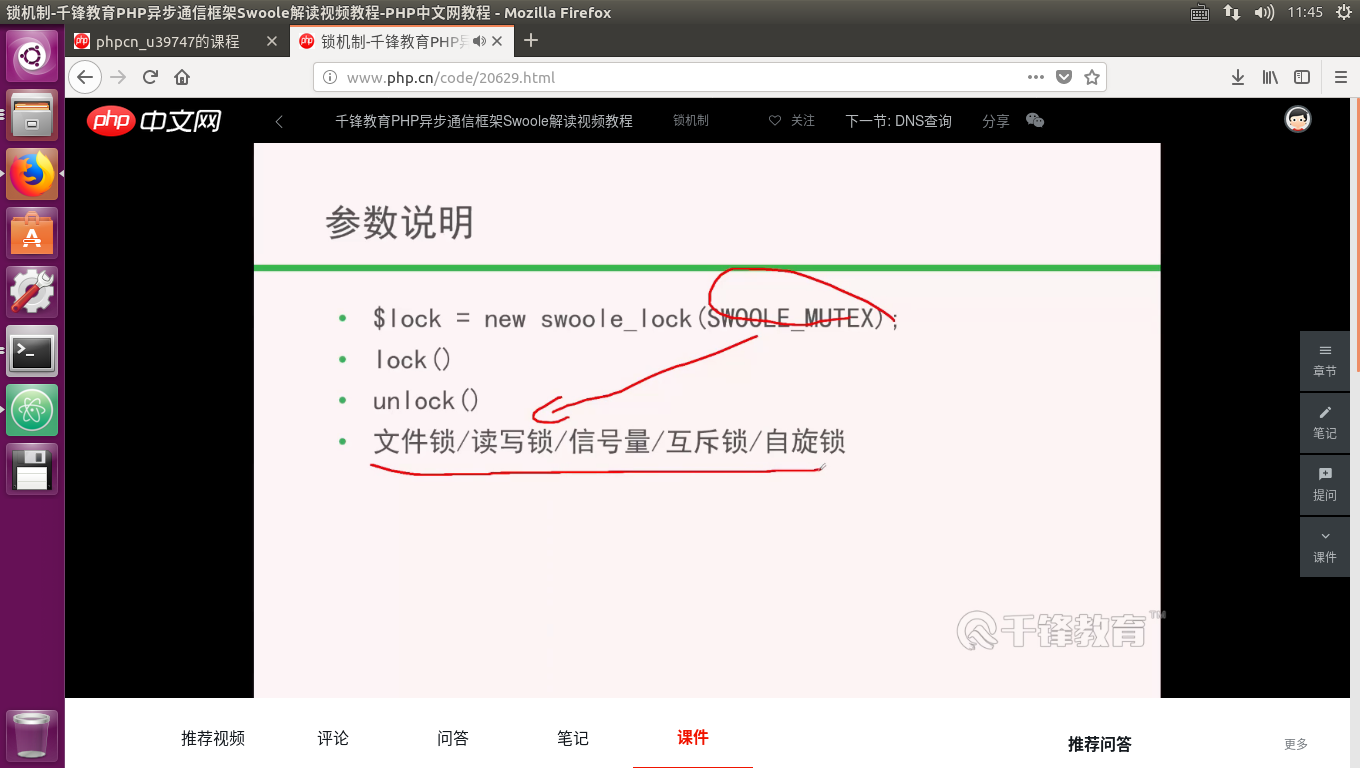 锁机制-千锋教育PHP异步通信框架Swoole解读视频教程-PHP中文网教程 - Mozilla Firefox
11:45
phpcn_u39747的课程
锁机制-千锋教育PHP异
www.php.cn/code/20629.html
php 中文网
千锋教育PHP异步通信框架Swoole解读视频教程
锁机制
关注
下一节: DNS查询
分享
参数说明
• $lock = new swoole_lock(SWOOLE_MUTEX);
• lock()
• unlock()
• 文件锁/读写锁/信号量/互斥锁/自旋锁
章节
笔记
提问
课件
千锋教育™
推荐视频
评论
问答
笔记
课件
推荐问答
更多